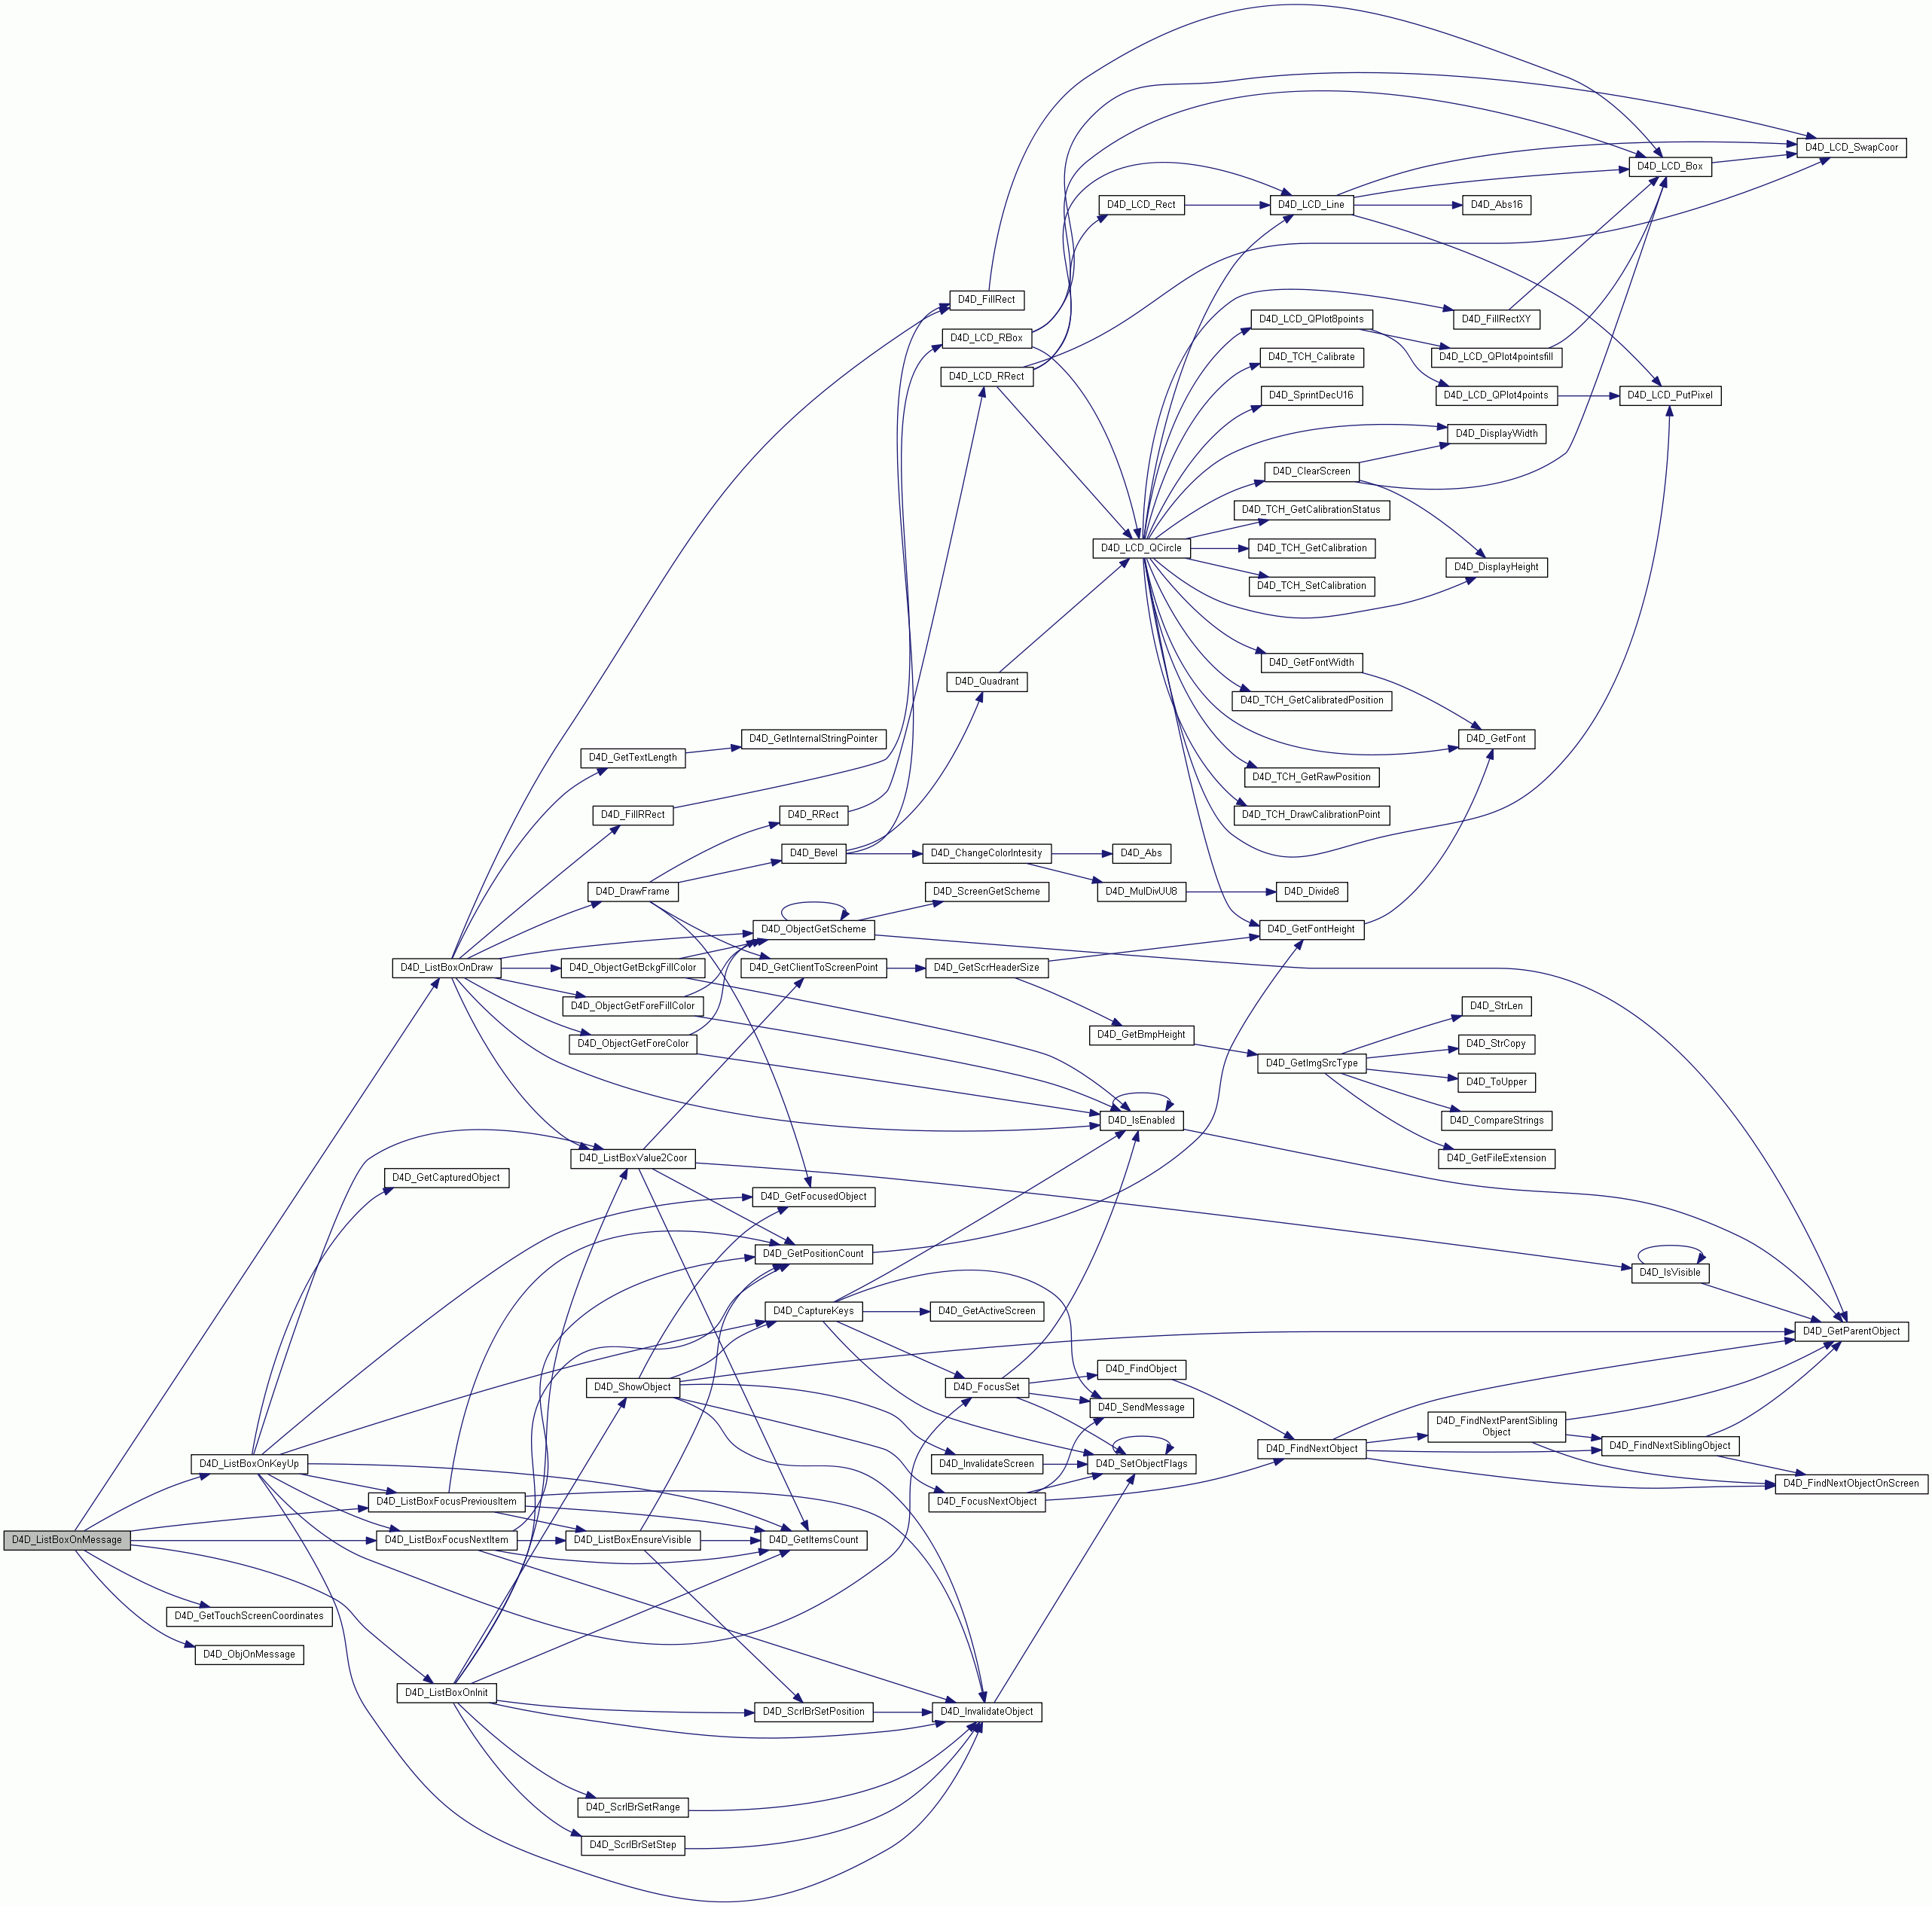 D4D_LCD_SwapCoor
D4D_LCD_Box
D4D_LCD_Rect
D4D_LCD_Line
D4D_Abs16
D4D_FillRect
D4D_LCD_QPlot8points
D4D_FillRectXY
D4D_LCD_RBox
D4D_TCH_Calibrate
D4D_LCD_QPlot4pointsfill
D4D_LCD_RRect
D4D_SprintDecU16
D4D_LCD_QPlot4points
D4D_LCD_PutPixel
D4D_DisplayWidth
D4D_ClearScreen
D4D_TCH_GetCalibrationStatus
D4D_LCD_QCircle
D4D_TCH_GetCalibration
D4D_DisplayHeight
D4D_TCH_SetCalibration
D4D_GetFontWidth
D4D_Quadrant
D4D_TCH_GetCalibratedPosition
D4D_GetInternalStringPointer
D4D_GetFont
D4D_GetTextLength
D4D_TCH_GetRawPosition
D4D_FillRRect
D4D_RRect
D4D_TCH_DrawCalibrationPoint
D4D_Bevel
D4D_ChangeColorIntesity
D4D_Abs
D4D_DrawFrame
D4D_ScreenGetScheme
D4D_MulDivUU8
D4D_Divide8
D4D_ObjectGetScheme
D4D_GetFontHeight
D4D_ListBoxOnDraw
D4D_ObjectGetBckgFillColor
D4D_GetClientToScreenPoint
D4D_GetScrHeaderSize
D4D_ObjectGetForeFillColor
D4D_StrLen
D4D_GetBmpHeight
D4D_ObjectGetForeColor
D4D_StrCopy
D4D_GetImgSrcType
D4D_ToUpper
D4D_IsEnabled
D4D_CompareStrings
D4D_ListBoxValue2Coor
D4D_GetFileExtension
D4D_GetCapturedObject
D4D_GetFocusedObject
D4D_GetPositionCount
D4D_IsVisible
D4D_CaptureKeys
D4D_GetActiveScreen
D4D_GetParentObject
D4D_FindObject
D4D_ShowObject
D4D_FocusSet
D4D_SendMessage
D4D_FindNextParentSibling
Object
D4D_FindNextObject
D4D_FindNextSiblingObject
D4D_ListBoxOnKeyUp
D4D_InvalidateScreen
D4D_SetObjectFlags
D4D_FindNextObjectOnScreen
D4D_ListBoxFocusPreviousItem
D4D_FocusNextObject
D4D_ListBoxOnMessage
D4D_ListBoxFocusNextItem
D4D_ListBoxEnsureVisible
D4D_GetItemsCount
D4D_GetTouchScreenCoordinates
D4D_ObjOnMessage
D4D_ListBoxOnInit
D4D_ScrlBrSetPosition
D4D_InvalidateObject
D4D_ScrlBrSetRange
D4D_ScrlBrSetStep